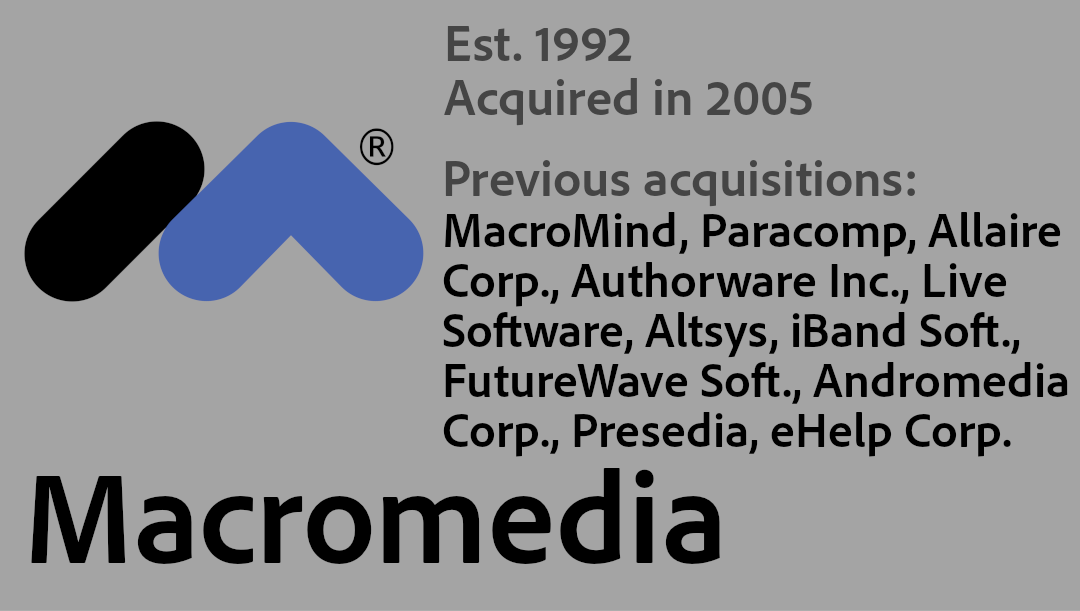 Est. 1992
Acquired in 2005
®
Previous acquisitions:
MacroMind, Paracomp, Allaire
Corp., Authorware Inc., Live
Software, Altsys, iBand Soft.,
FutureWave Soft., Andromedia
Corp., Presedia, eHelp Corp.
Macromedia